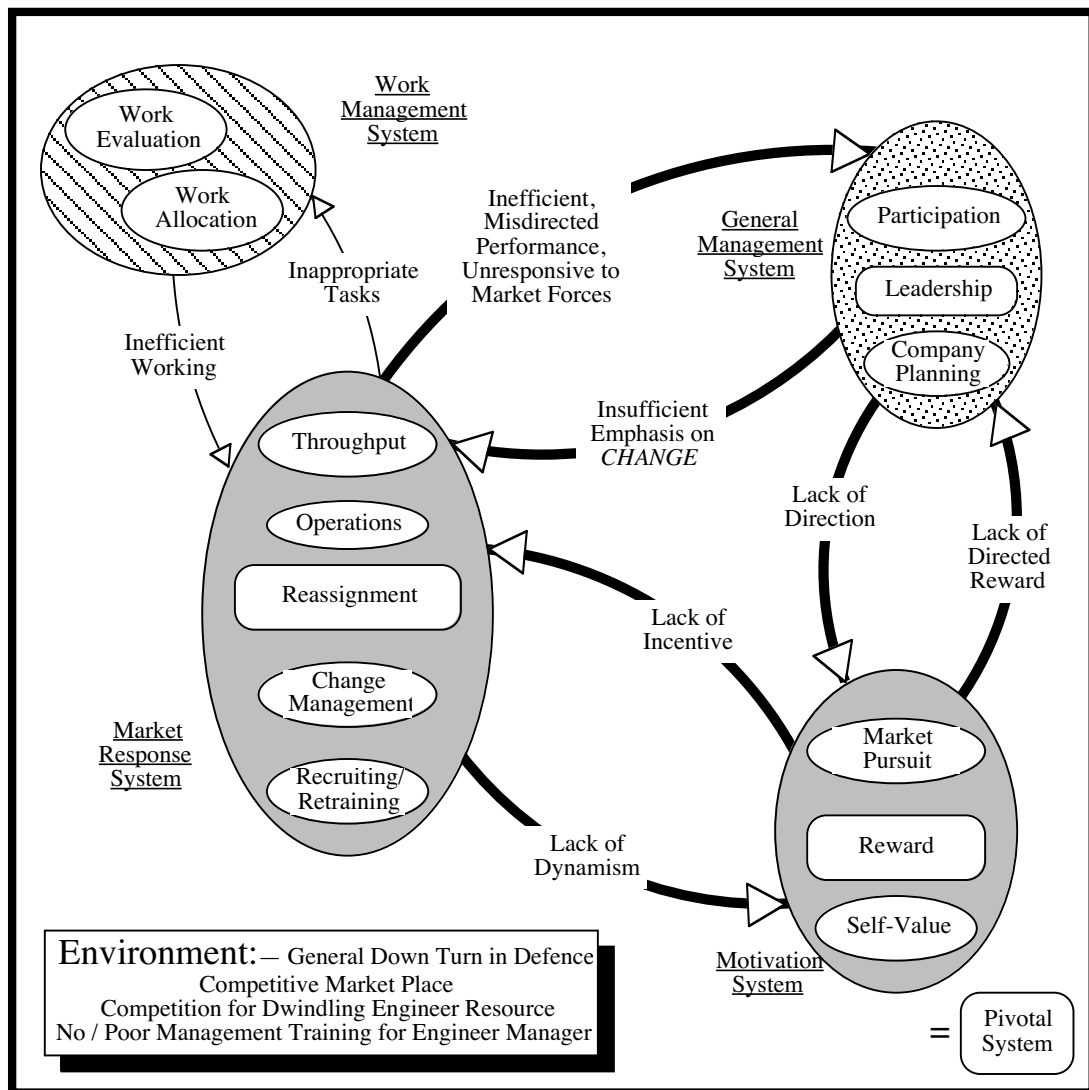 Work
Management
System
Work
Evaluation
Work
Allocation
Inappropriate
Tasks
Inefficient
Working
Inefficient,
Misdirected
Performance,
Unresponsive to
Market Forces
General
Management
System
Participation
Leadership
Company
Planning
Insufficient
Emphasis on
CHANGE
Throughput
Operations
Reassignment
Change
Management
Recruiting/
Retraining
Market
Response
System
Lack of
Direction
Lack of
Directed
Reward
Lack of
Incentive
Lack of
Dynamism
Market
Pursuit
Reward
Self-Value
Motivation
System
Environment: — General Down Turn in Defence
Competitive Market Place
Competition for Dwindling Engineer Resource
No / Poor Management Training for Engineer Manager
= Pivotal
System